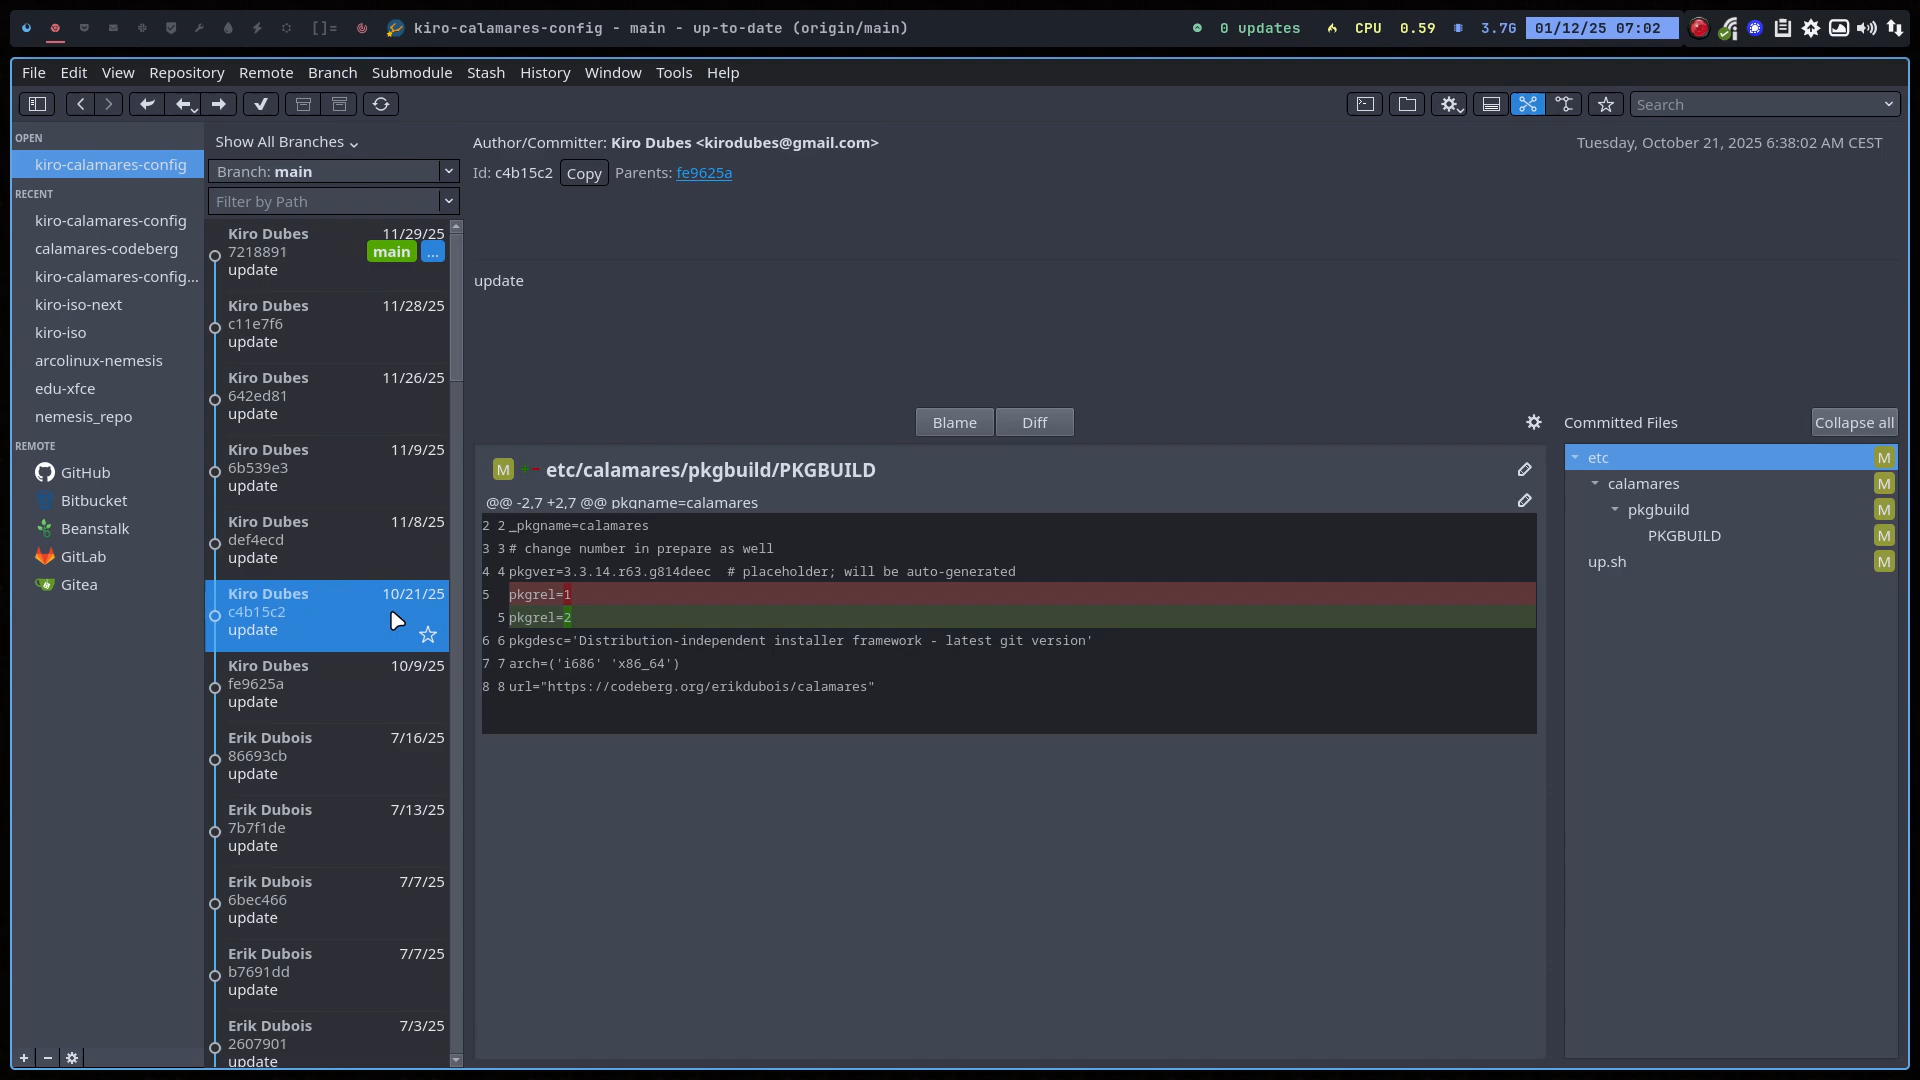 []=
kiro-calamares-config - main - up-to-date (origin/main)
0 updates
CPU 0.59
3.7G
01/12/25 07:02
File Edit View Repository Remote Branch Submodule Stash History Window Tools Help
Search
OPEN
kiro-calamares-config
RECENT
kiro-calamares-config
calamares-codeberg
kiro-calamares-config...
kiro-iso-next
kiro-iso
arcolinux-nemesis
edu-xfce
nemesis_repo
REMOTE
GitHub
Bitbucket
Beanstalk
GitLab
Gitea
Show All Branches
Branch: main
Filter by Path
Kiro Dubes 11/29/25
7218891 main ...
update
Kiro Dubes 11/28/25
c11e7f6
update
Kiro Dubes 11/26/25
642ed81
update
Kiro Dubes 11/9/25
6b539e3
update
Kiro Dubes 11/8/25
def4ecd
update
Kiro Dubes 10/21/25
c4b15c2
update
Kiro Dubes 10/9/25
fe9625a
update
Erik Dubois 7/16/25
86693cb
update
Erik Dubois 7/13/25
7b7f1de
update
Erik Dubois 7/7/25
6bec466
update
Erik Dubois 7/7/25
b7691dd
update
Erik Dubois 7/3/25
2607901
update
Author/Committer: Kiro Dubes <kirodubes@gmail.com>
Tuesday, October 21, 2025 6:38:02 AM CEST
Id: c4b15c2 Copy Parents: fe9625a
update
Blame Diff
M + - etc/calamares/pkgbuild/PKGBUILD
@@ -2,7 +2,7 @@ pkgname=calamares
2 2 _pkgname=calamares
3 3 # change number in prepare as well
4 4 pkgver=3.3.14.r63.g814deec  # placeholder; will be auto-generated
5 pkgrel=1
5 pkgrel=2
6 6 pkgdesc='Distribution-independent installer framework - latest git version'
7 7 arch=('i686' 'x86_64')
8 8 url="https://codeberg.org/erikdubois/calamares"
Committed Files Collapse all
etc M
calamares M
pkgbuild M
PKGBUILD M
up.sh M